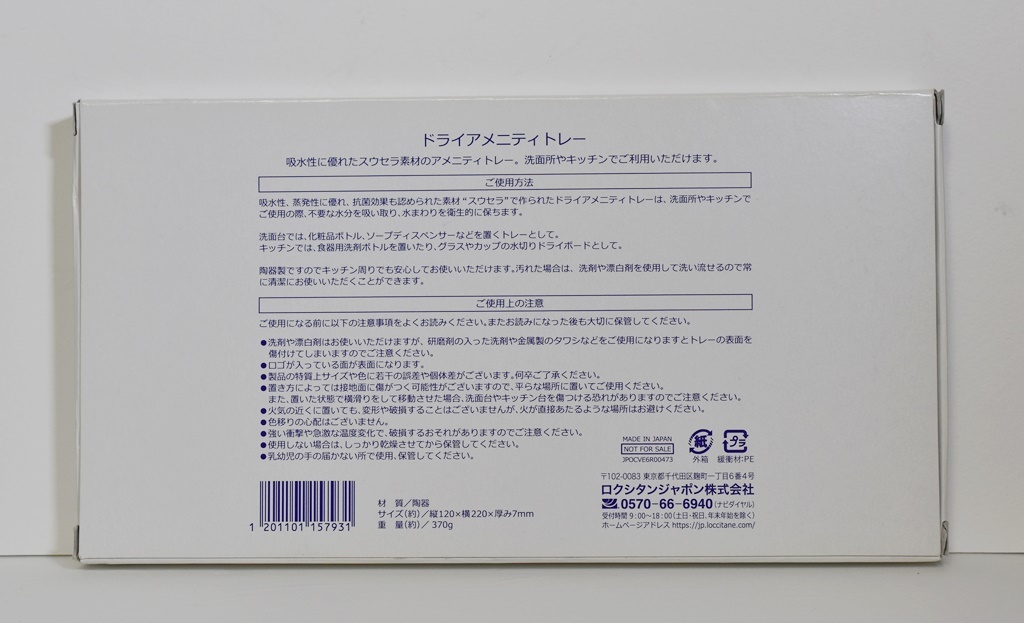 ドライアメニティトレー
吸水性に優れたスウセラ素材のアメニティトレー。洗面所やキッチンでご利用いただけます。
ご使用方法
吸水性、蒸発性に優れ、抗菌効果も認められた素材“スウセラ”で作られたドライアメニティトレーは、洗面所やキッチンで
ご使用の際、不要な水分を吸い取り、水まわりを衛生的に保ちます。
洗面台では、化粧品ボトル、ソープディスペンサーなどを置くトレーとして。
キッチンでは、食器用洗剤ボトルを置いたり、グラスやカップの水切りドライボードとして。
陶器製ですのでキッチン周りでも安心してお使いいただけます。汚れた場合は、洗剤や漂白剤を使用して洗い流せるので常
に清潔にお使いいただくことができます。
ご使用上の注意
ご使用になる前に以下の注意事項をよくお読みください。またお読みになった後も大切に保管してください。
●洗剤や漂白剤はお使いいただけますが、研磨剤の入った洗剤や金属製のタワシなどをご使用になりますとトレーの表面を
傷付けてしまいますのでご注意ください。
●ロゴが入っている面が表面になります。
●製品の特質上サイズや色に若干の誤差や個体差がございます。何卒ご了承ください。
●置き方によっては接地面に傷がつく可能性がございますので、平らな場所に置いてご使用ください。
また、置いた状態で横滑りをして移動させた場合、洗面台やキッチン台を傷つける恐れがありますのでご注意ください。
●火気の近くに置いても、変形や破損することはございませんが、火が直接あたるような場所はお避けください。
●色移りの心配はございません。
●強い衝撃や急激な温度変化で、破損するおそれがありますのでご注意ください。
●使用しない場合は、しっかり乾燥させてから保管してください。
●乳幼児の手の届かない所で使用、保管してください。
MADE IN JAPAN
NOT FOR SALE
JPOCVE6R00473
紙
外箱
プラ
緩衝材:PE
〒102-0083 東京都千代田区麹町一丁目6番4号
ロクシタンジャポン株式会社
0570-66-6940(ナビダイヤル)
受付時間 9:00〜18:00(土日・祝日、年末年始を除く)
ホームページアドレス https://jp.loccitane.com/
材 質/陶器
サイズ(約)/縦120×横220×厚み7mm
重 量(約)/ 370g
1 201101 157931